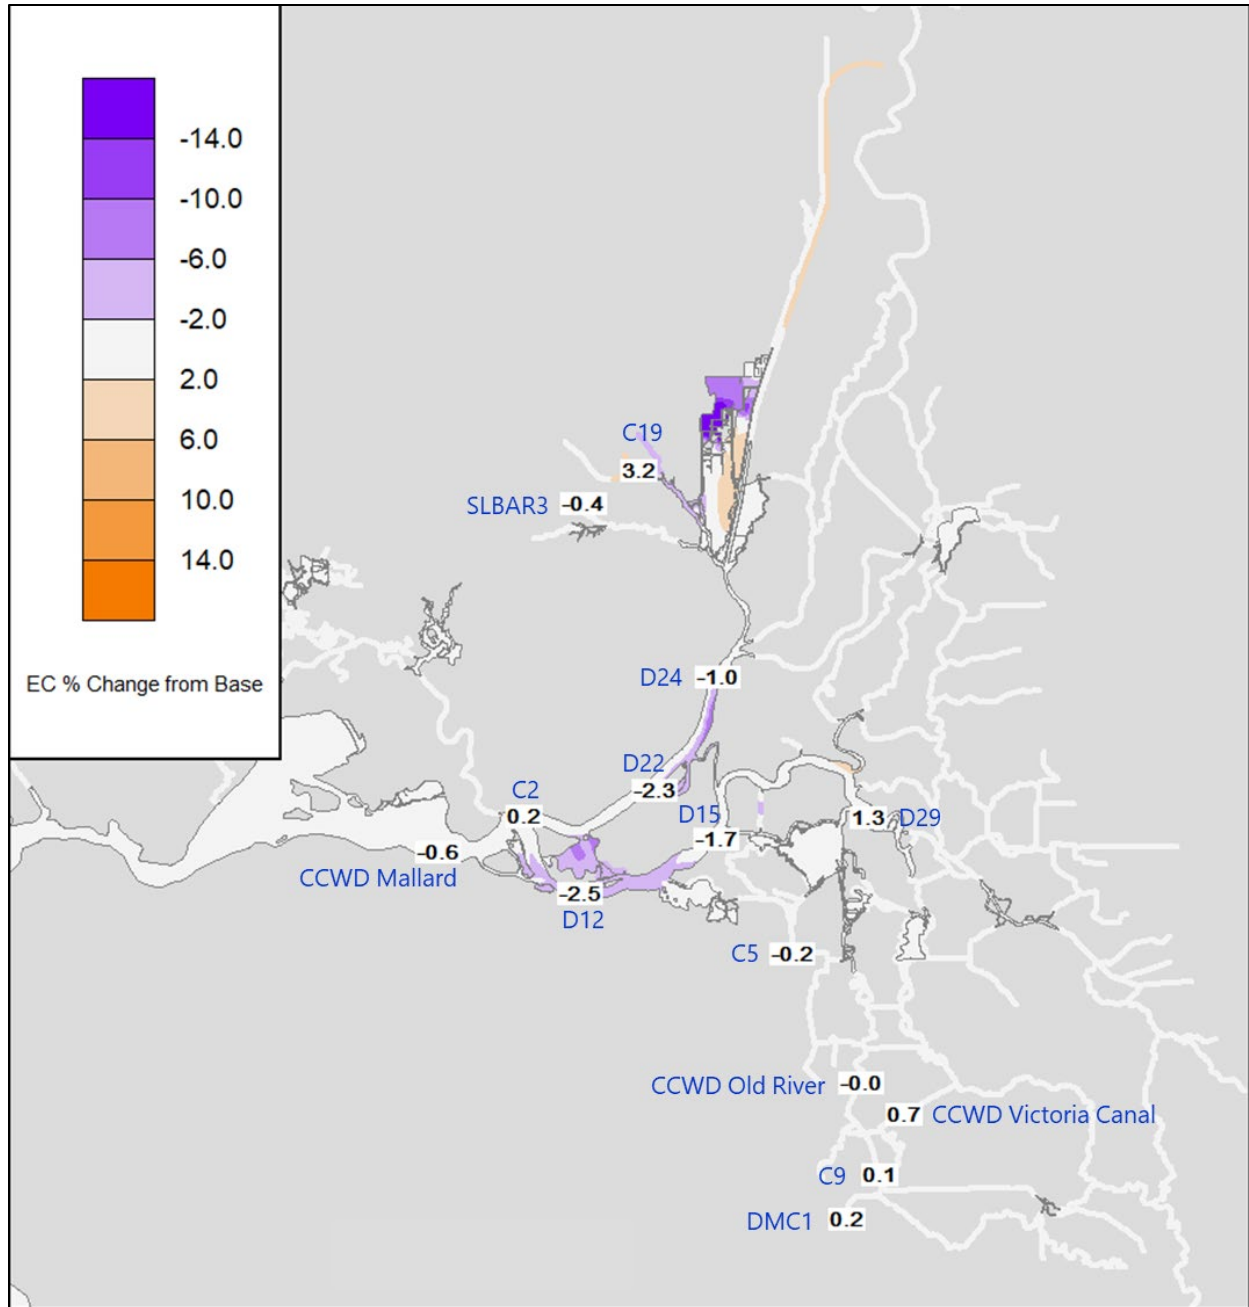 -14.0
-10.0
-6.0
-2.0
2.0
6.0
10.0
14.0
EC % Change from Base
C19
3.2
SLBAR3 -0.4
D24 -1.0
D22
-2.3
C2
0.2
D15
-1.7
1.3 D29
-0.6
CCWD Mallard
-2.5
D12
C5 -0.2
CCWD Old River -0.0
0.7 CCWD Victoria Canal
C9 0.1
DMC1 0.2